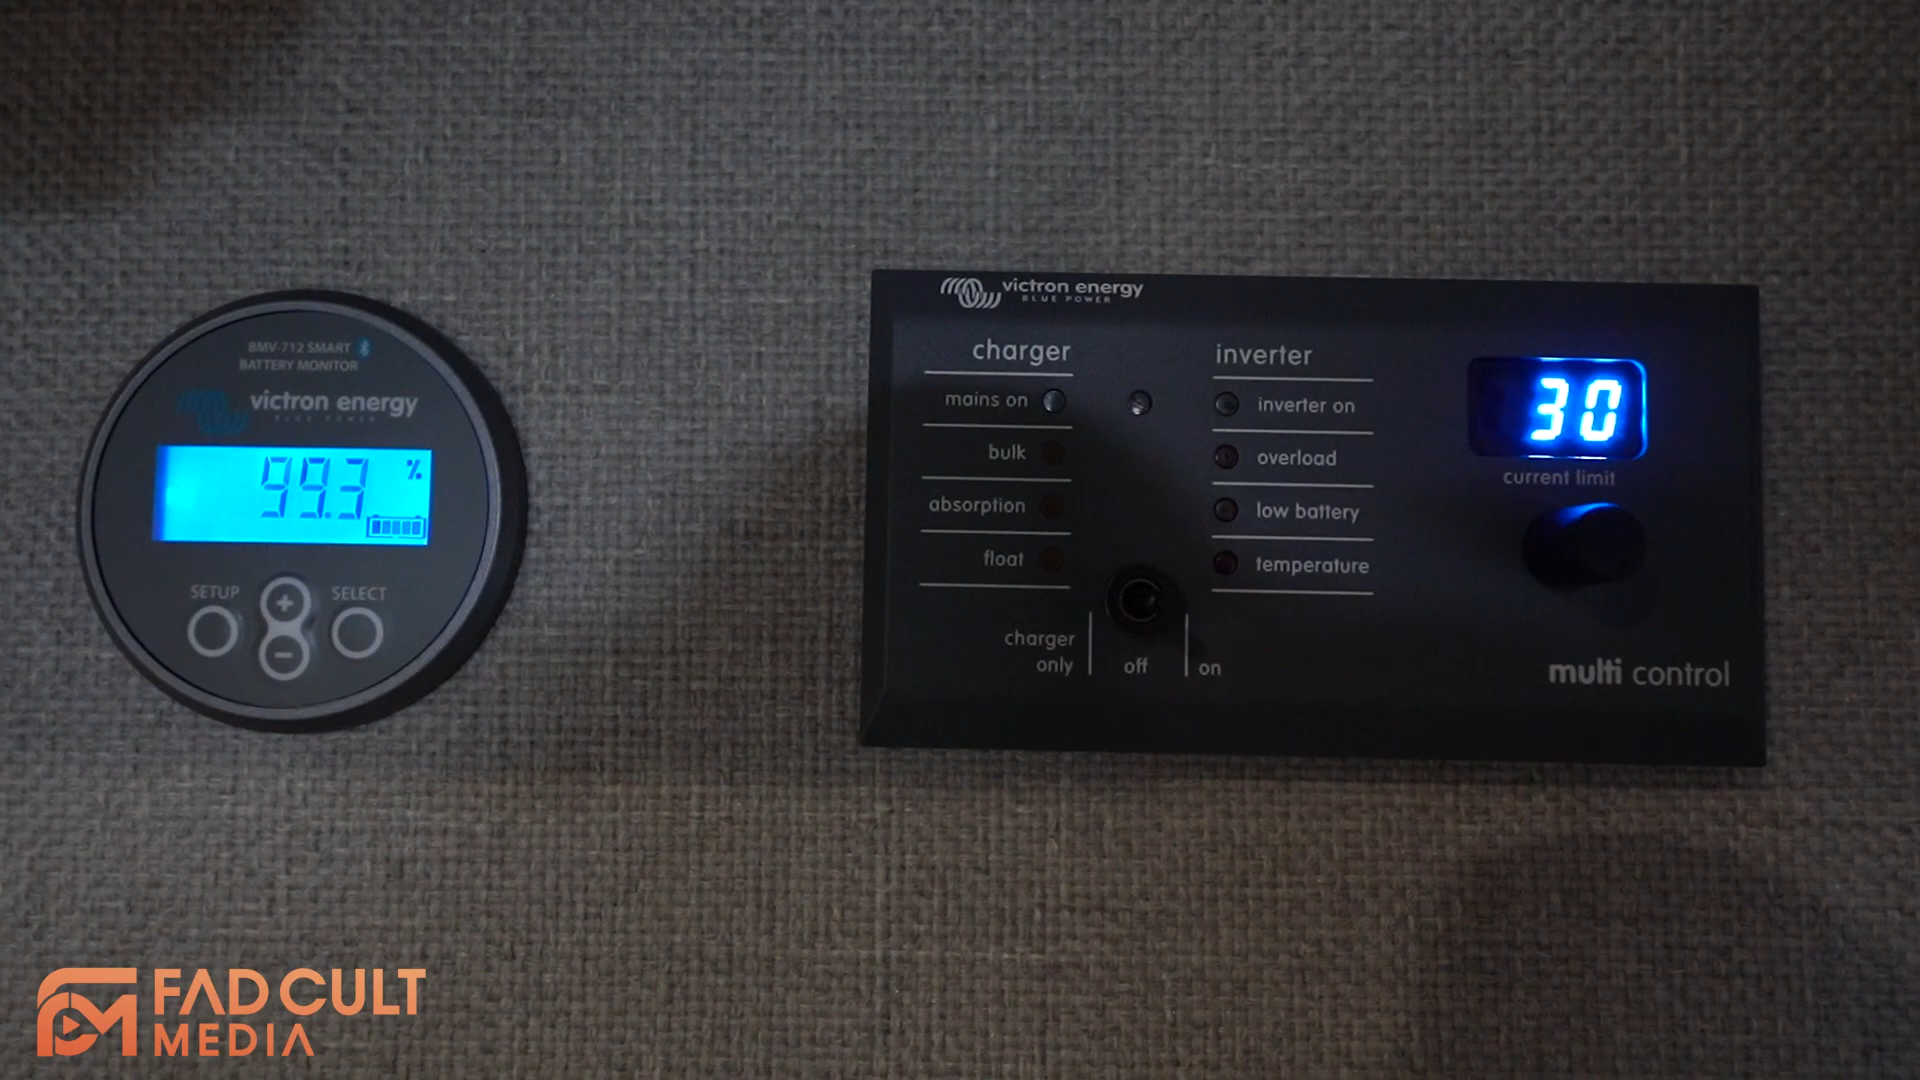 BMV-712 SMART
BATTERY MONITOR
victron energy
BLUE POWER
99.3 %
SETUP
SELECT
+
−
victron energy
BLUE POWER
charger
mains on
bulk
absorption
float
inverter
inverter on
overload
low battery
temperature
30
current limit
charger
only
off
on
multi control
FAD CULT
MEDIA